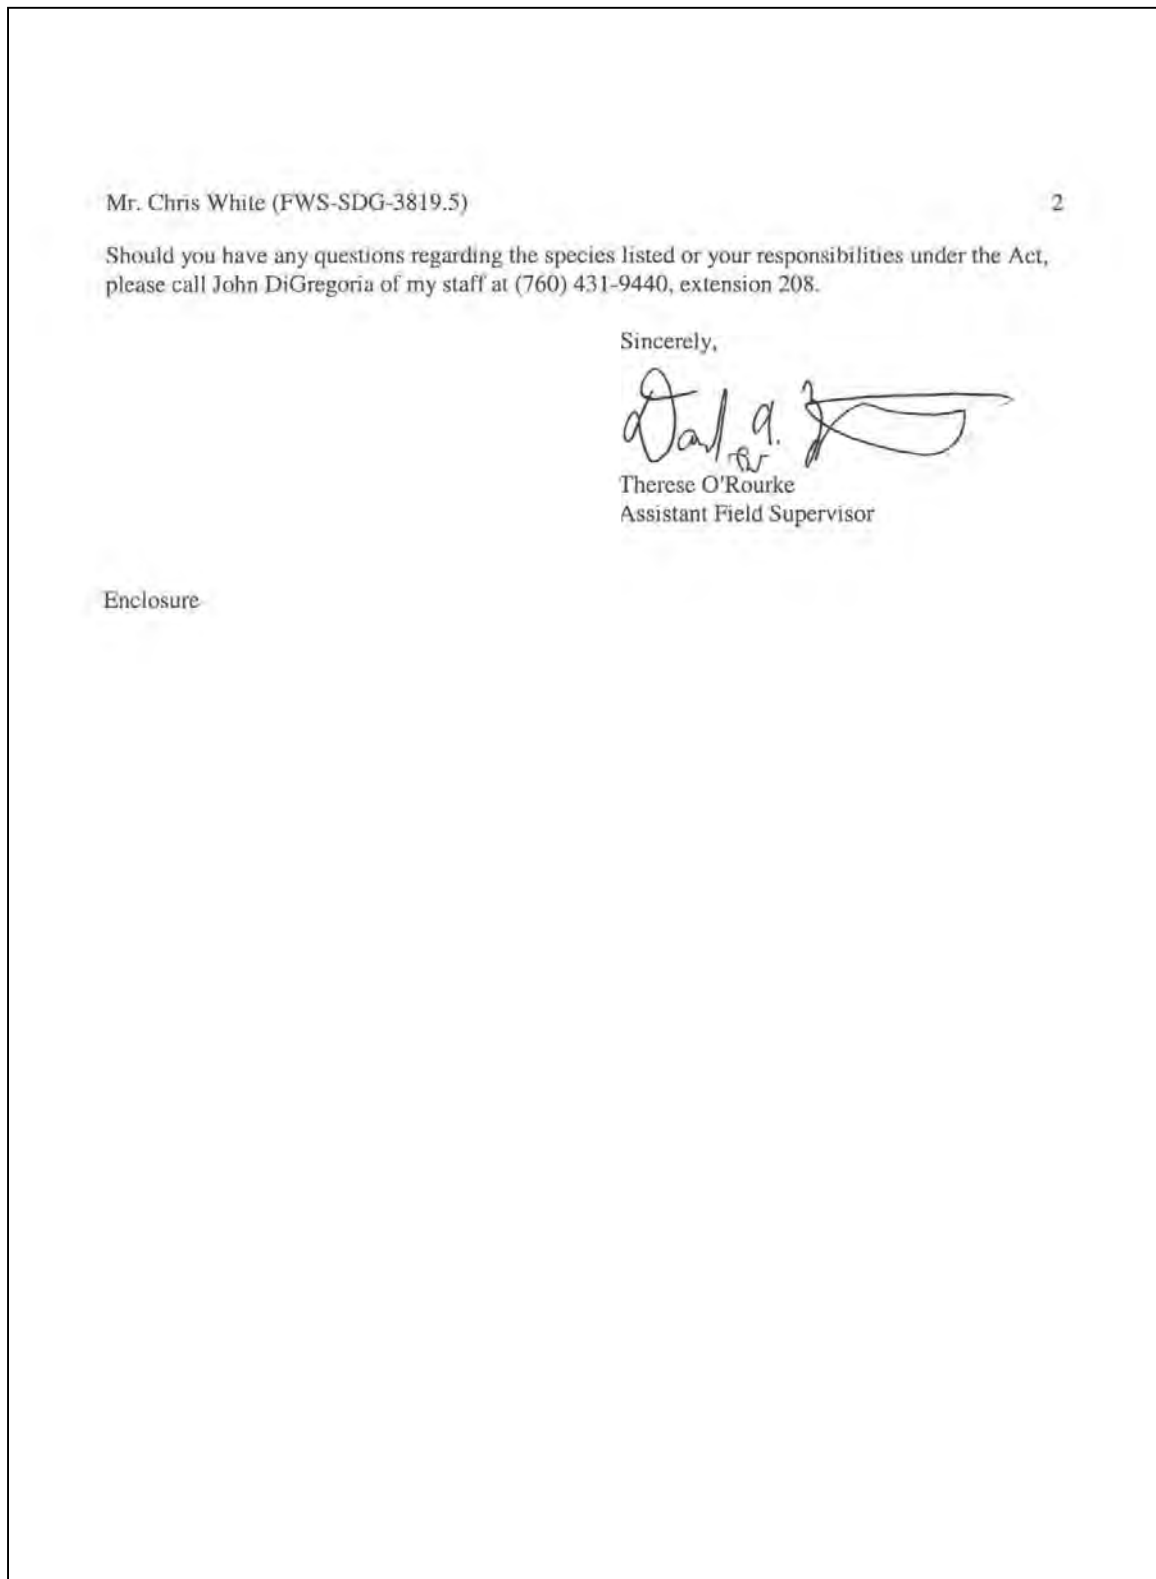 Mr. Chris White (FWS-SDG-3819.5) 2
Should you have any questions regarding the species listed or your responsibilities under the Act,
please call John DiGregoria of my staff at (760) 431-9440, extension 208.
Sincerely,
Therese O'Rourke
Assistant Field Supervisor
Enclosure